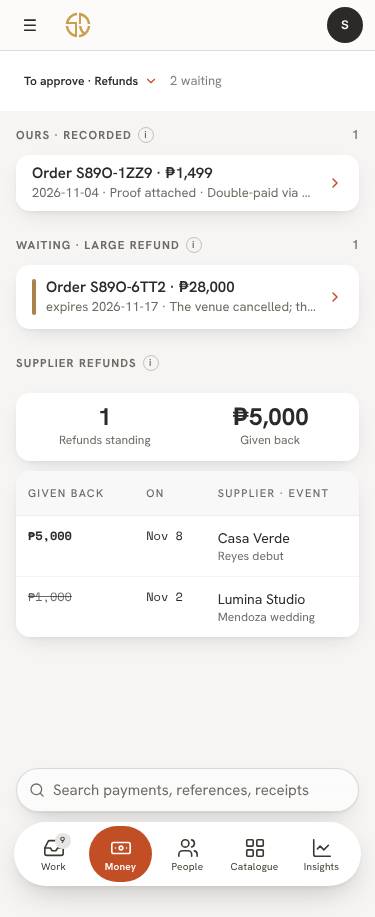 S
To approve · Refunds
2 waiting
OURS · RECORDED i 1
Order S89O-1ZZ9 · ₱1,499
2026-11-04 · Proof attached · Double-paid via ...
WAITING · LARGE REFUND i 1
Order S89O-6TT2 · ₱28,000
expires 2026-11-17 · The venue cancelled; th...
SUPPLIER REFUNDS i
1 ₱5,000
Refunds standing Given back
GIVEN BACK ON SUPPLIER · EVENT
₱5,000 Nov 8 Casa Verde
Reyes debut
₱1,000 Nov 2 Lumina Studio
Mendoza wedding
Search payments, references, receipts
9
Work Money People Catalogue Insights